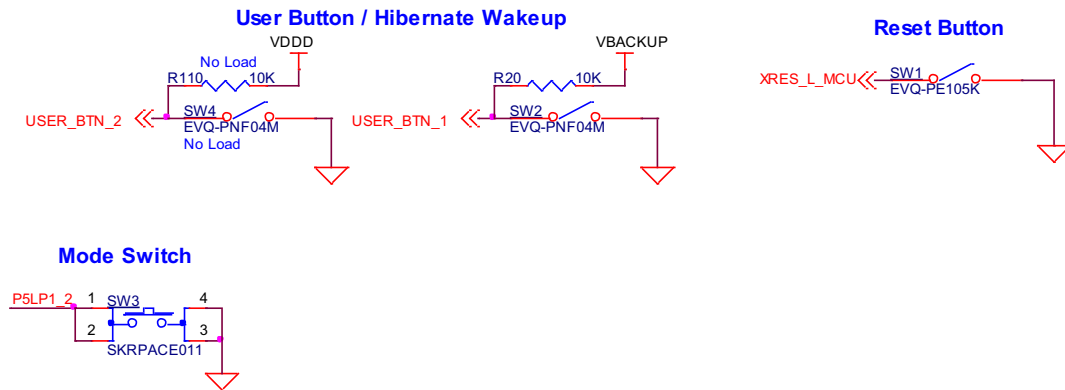 User Button / Hibernate Wakeup
Reset Button
VDDD
VBACKUP
No Load
R110 10K
R20 10K
XRES_L_MCU
SW1
EVQ-PE105K
USER_BTN_2
SW4
EVQ-PNF04M
No Load
USER_BTN_1
SW2
EVQ-PNF04M
Mode Switch
P5LP1_2
1 SW3 4
2 3
SKRPACE011